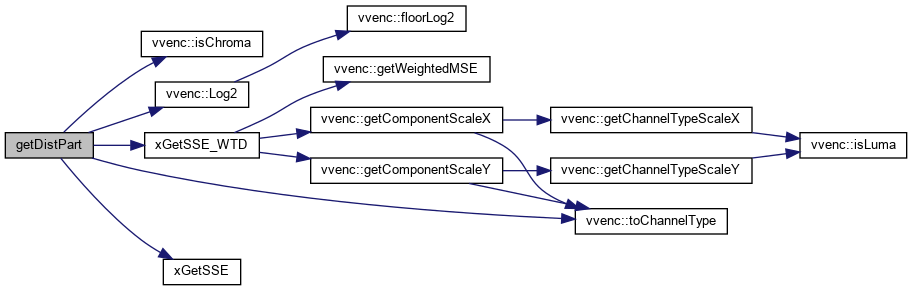 vvenc::floorLog2
vvenc::isChroma
vvenc::getWeightedMSE
vvenc::Log2
vvenc::getComponentScaleX
vvenc::getChannelTypeScaleX
getDistPart
xGetSSE_WTD
vvenc::isLuma
vvenc::getComponentScaleY
vvenc::getChannelTypeScaleY
vvenc::toChannelType
xGetSSE